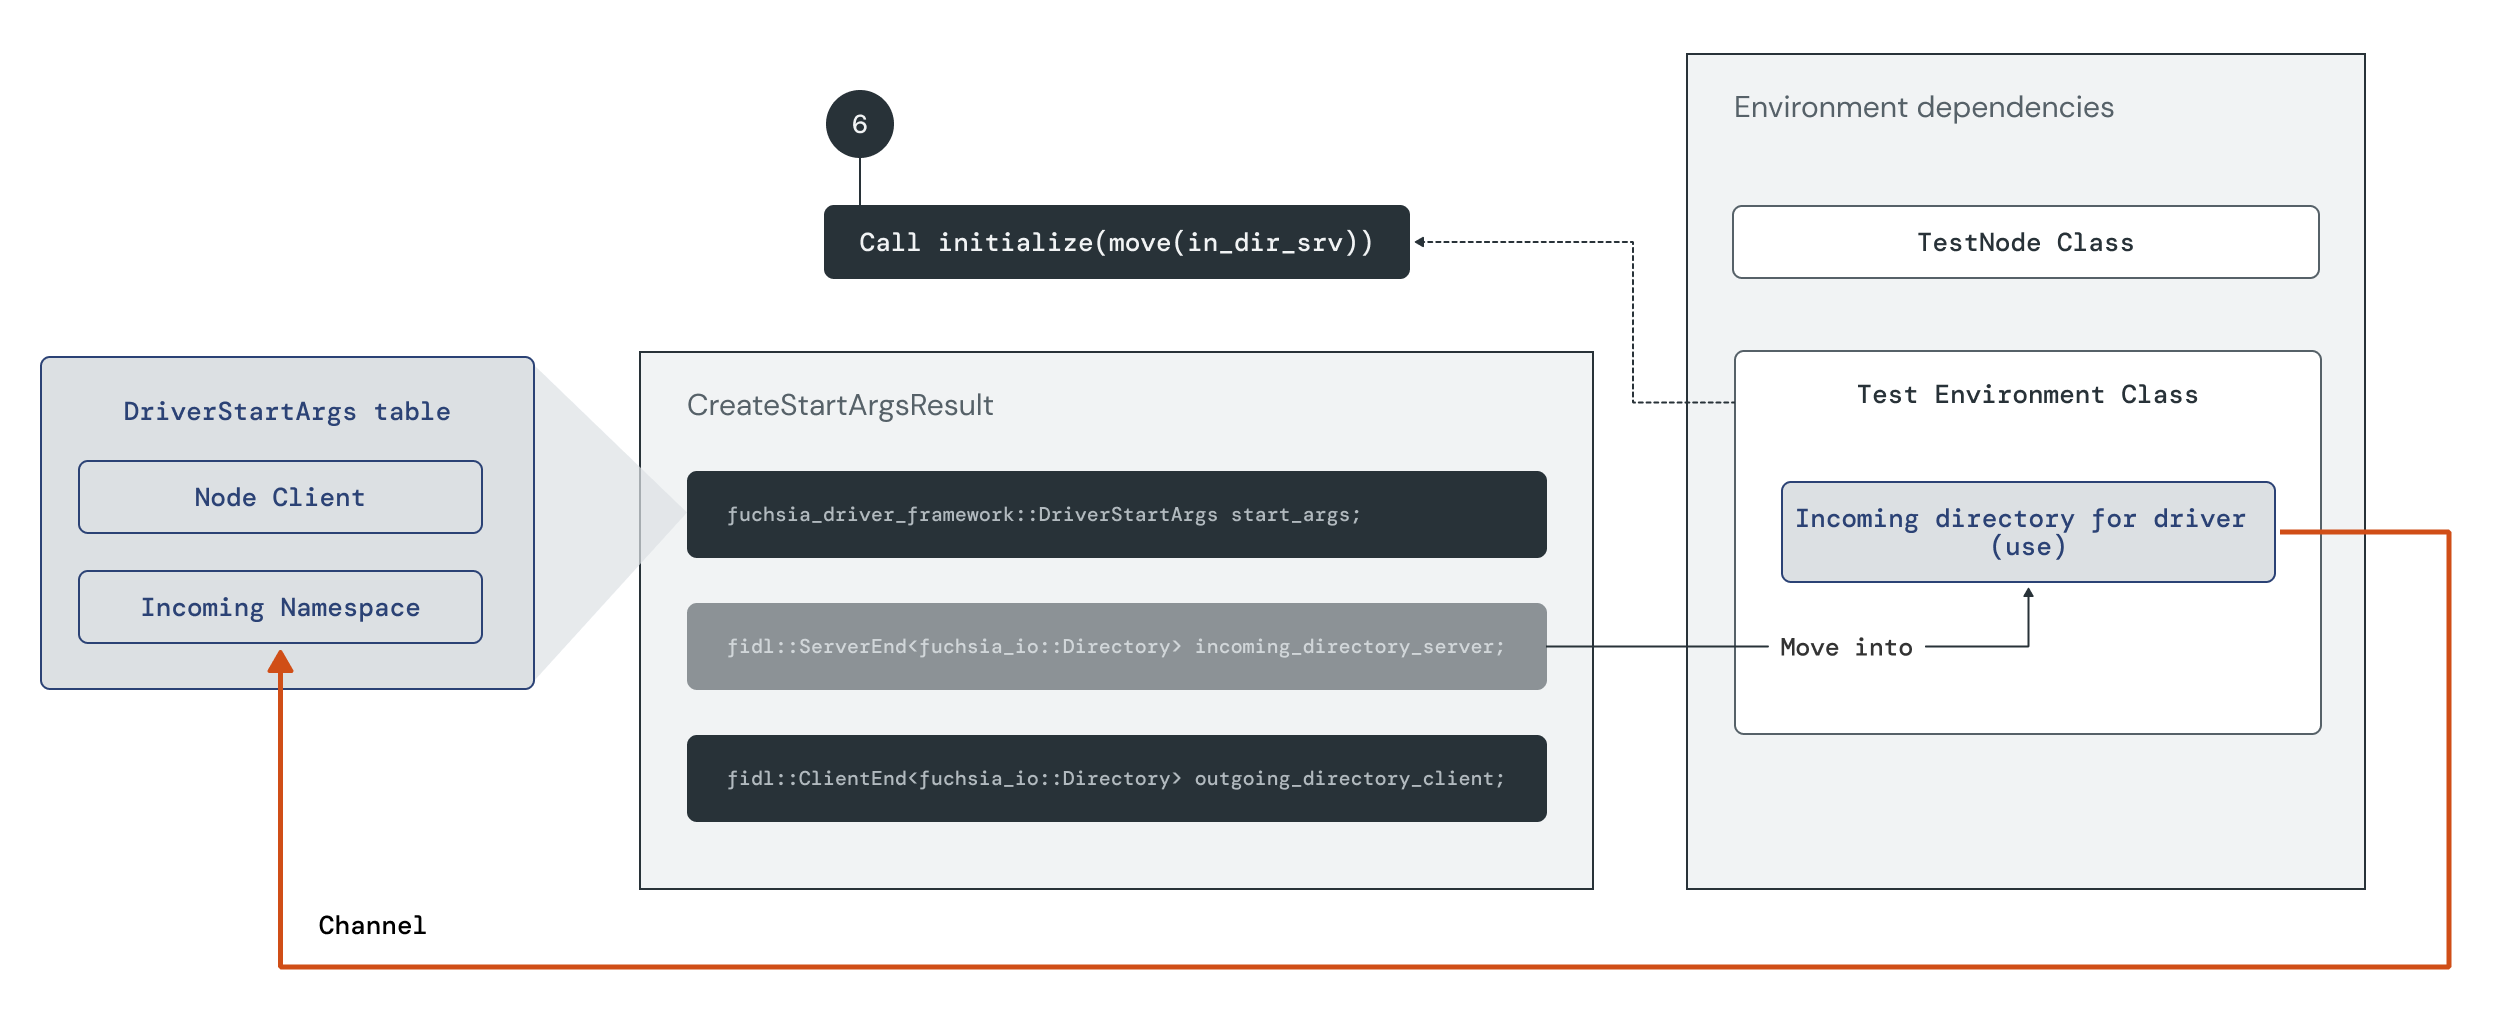 6
Call initialize(move(in_dir_srv))
DriverStartArgs table
Node Client
Incoming Namespace
CreateStartArgsResult
fuchsia_driver_framework::DriverStartArgs start_args;
fidl::ServerEnd<fuchsia_io::Directory> incoming_directory_server;
fidl::ClientEnd<fuchsia_io::Directory> outgoing_directory_client;
Environment dependencies
TestNode Class
Test Environment Class
Incoming directory for driver
(use)
Move into
Channel